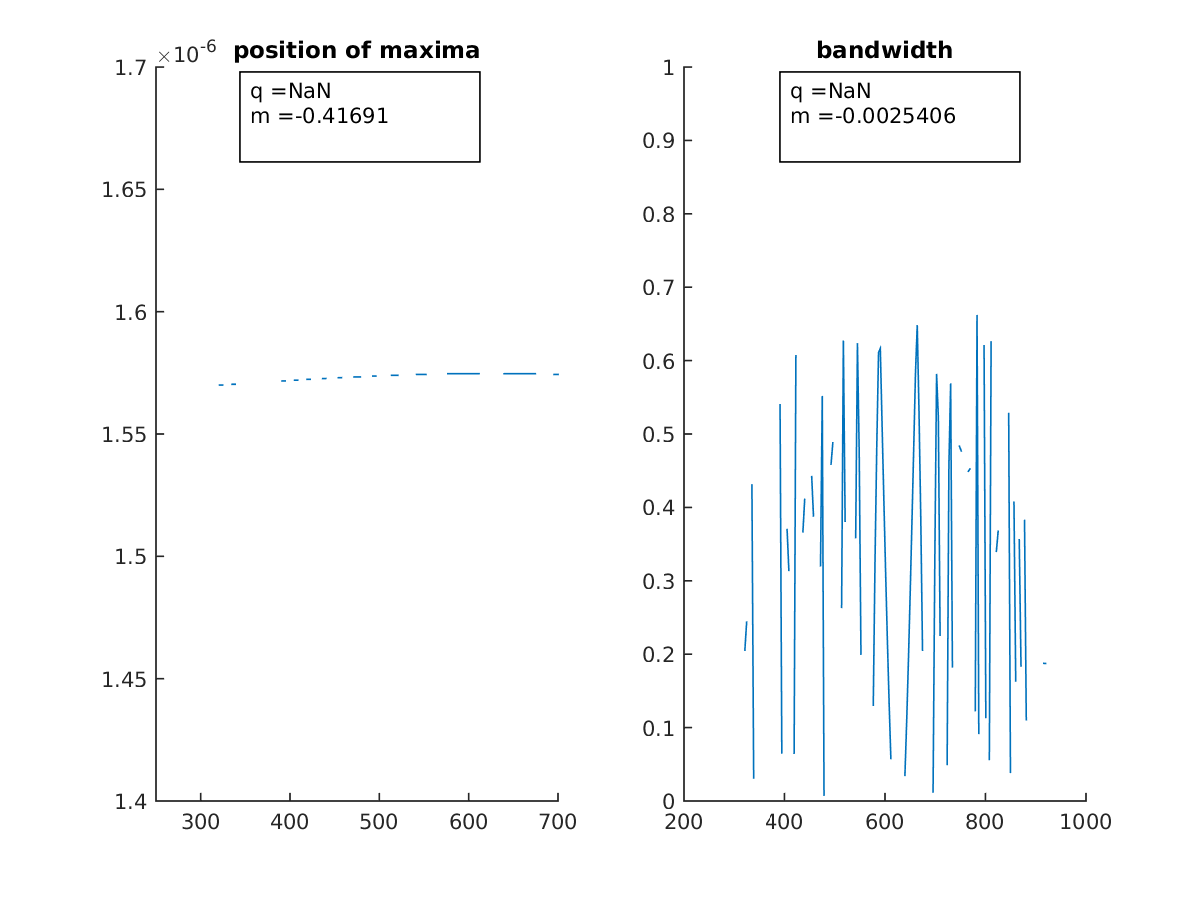 ×10-6
position of maxima
q =NaN
m =-0.41691
1.7
1.65
1.6
1.55
1.5
1.45
1.4
300 400 500 600 700
bandwidth
q =NaN
m =-0.0025406
1
0.9
0.8
0.7
0.6
0.5
0.4
0.3
0.2
0.1
0
200 400 600 800 1000